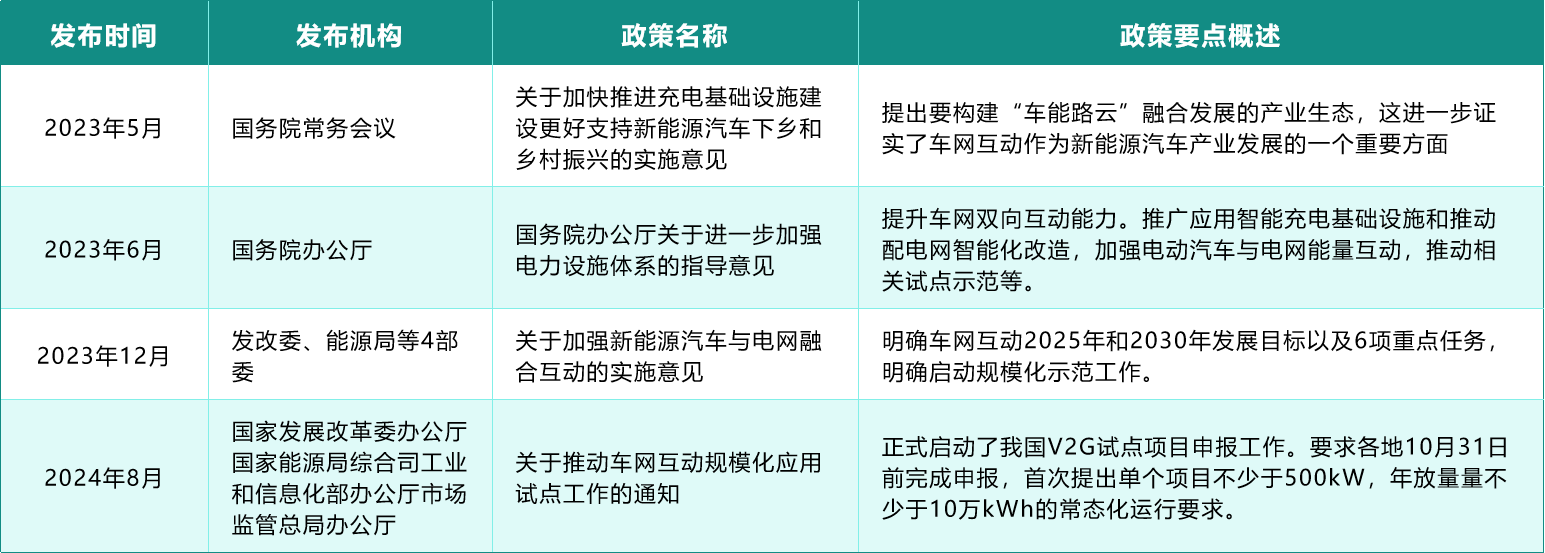 发布时间
发布机构
政策名称
政策要点概述
2023年5月
国务院常务会议
关于加快推进充电基础设施建
设更好支持新能源汽车下乡和
乡村振兴的实施意见
提出要构建“车能路云”融合发展的产业生态，这进一步证
实了车网互动作为新能源汽车产业发展的一个重要方面
2023年6月
国务院办公厅
国务院办公厅关于进一步加强
电力设施体系的指导意见
提升车网双向互动能力。推广应用智能充电基础设施和推动
配电网智能化改造，加强电动汽车与电网能量互动，推动相
关试点示范等。
2023年12月
发改委、能源局等4部
委
关于加强新能源汽车与电网融
合互动的实施意见
明确车网互动2025年和2030年发展目标以及6项重点任务，
明确启动规模化示范工作。
2024年8月
国家发展改革委办公厅
国家能源局综合司工业
和信息化部办公厅市场
监管总局办公厅
关于推动车网互动规模化应用
试点工作的通知
正式启动了我国V2G试点项目申报工作。要求各地10月31日
前完成申报，首次提出单个项目不少于500kW，年放量量不
少于10万kWh的常态化运行要求。